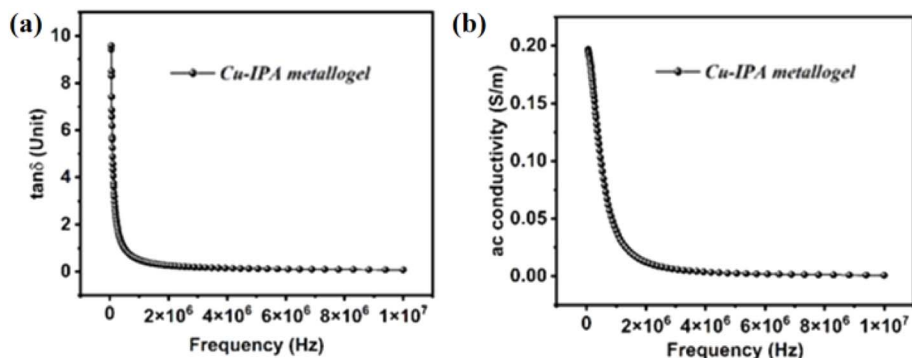 (a)
tanδ (Unit)
10
8
6
4
2
0
Cu-IPA metallogel
0 2×10⁶ 4×10⁶ 6×10⁶ 8×10⁶ 1×10⁷
Frequency (Hz)
(b)
ac conductivity (S/m)
0.20
0.15
0.10
0.05
0.00
Cu-IPA metallogel
0 2×10⁶ 4×10⁶ 6×10⁶ 8×10⁶ 1×10⁷
Frequency (Hz)